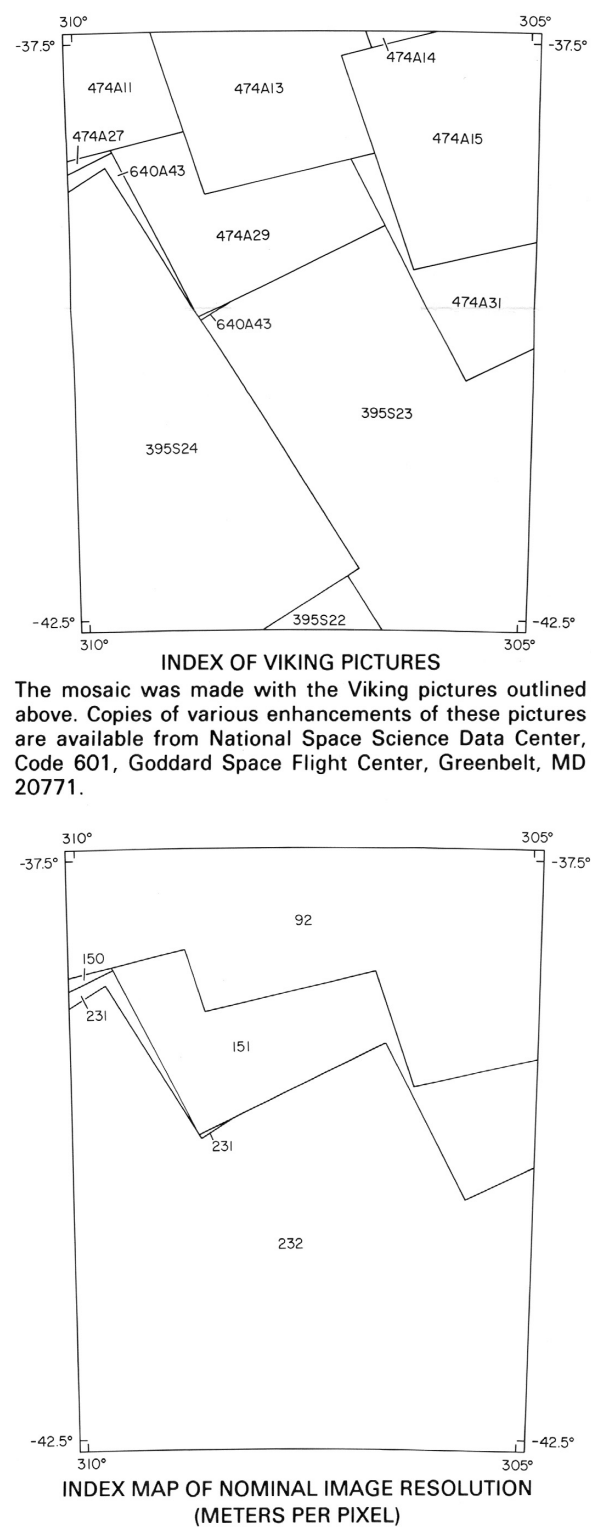 310° 305°
-37.5° -37.5°
474A14
474A11 474A13
474A15
474A27
640A43
474A29
474A31
640A43
395S23
395S24
395S22
-42.5° -42.5°
310° 305°
INDEX OF VIKING PICTURES
The mosaic was made with the Viking pictures outlined
above. Copies of various enhancements of these pictures
are available from National Space Science Data Center,
Code 601, Goddard Space Flight Center, Greenbelt, MD
20771.
310° 305°
-37.5° -37.5°
92
150
231
151
231
232
-42.5° -42.5°
310° 305°
INDEX MAP OF NOMINAL IMAGE RESOLUTION
(METERS PER PIXEL)